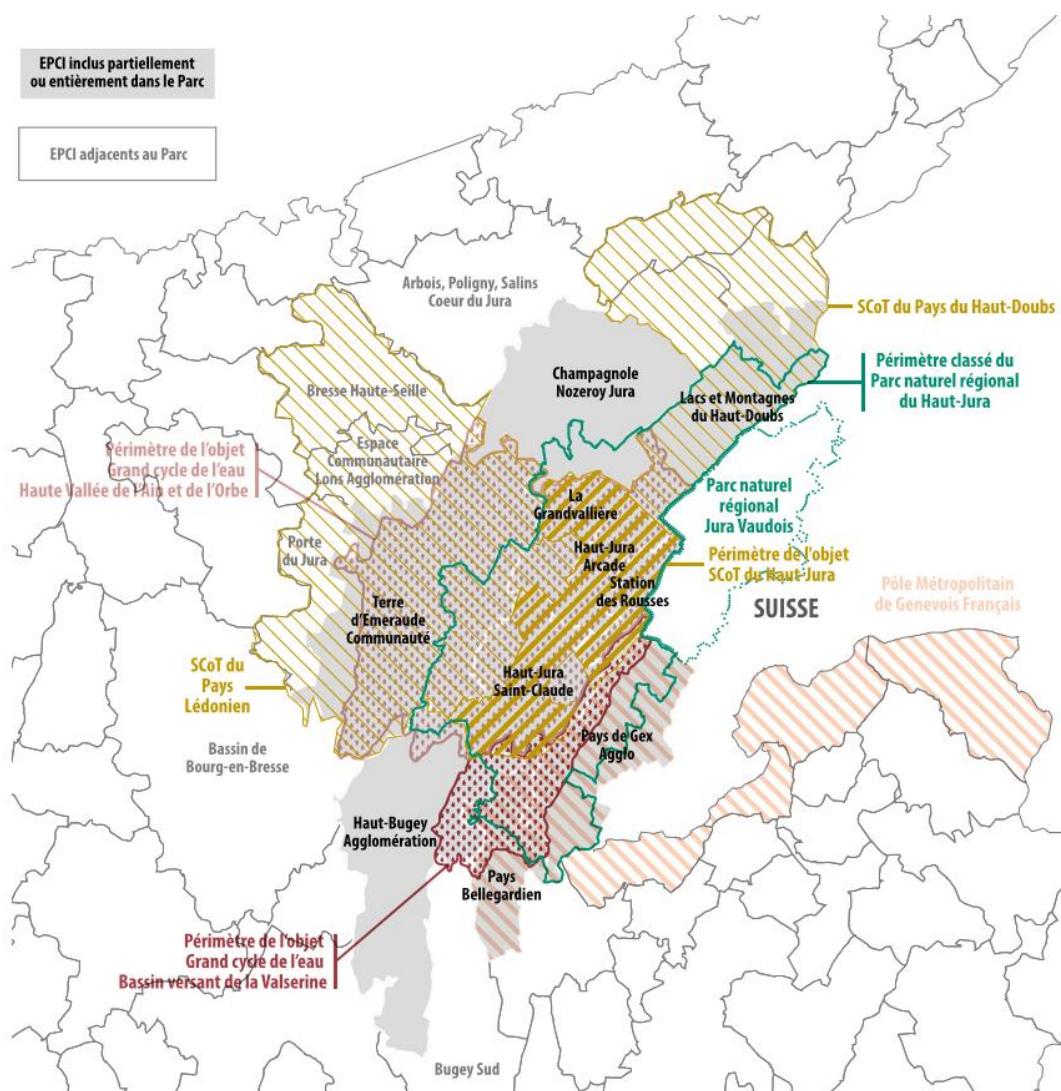 EPCI inclus partiellement
ou entièrement dans le Parc
EPCI adjacents au Parc
Arbois, Poligny, Salins
Coeur du Jura
SCoT du Pays du Haut-Doubs
Champagnole
Nozeroy Jura
Périmètre classé du
Parc naturel régional
du Haut-Jura
Bresse Haute-Seille
Lacs et Montagnes
du Haut-Doubs
Espace
Communautaire
Lons Agglomération
Périmètre de l'objet
Grand cycle de l'eau
Haute Vallée de l'Ain et de l'Orbe
Parc naturel
régional
Jura Vaudois
La
Grandvallière
Porte
du Jura
Haut-Jura
Arcade
Station
des Rousses
Périmètre de l'objet
SCoT du Haut-Jura
Pôle Métropolitain
de Genevois Français
SUISSE
Terre
d'Emeraude
Communauté
SCoT du
Pays
Lédonien
Haut-Jura
Saint-Claude
Pays de Gex
Agglo
Bassin de
Bourg-en-Bresse
Haut-Bugey
Agglomération
Pays
Bellegardien
Périmètre de l'objet
Grand cycle de l'eau
Bassin versant de la Valserine
Bugey Sud